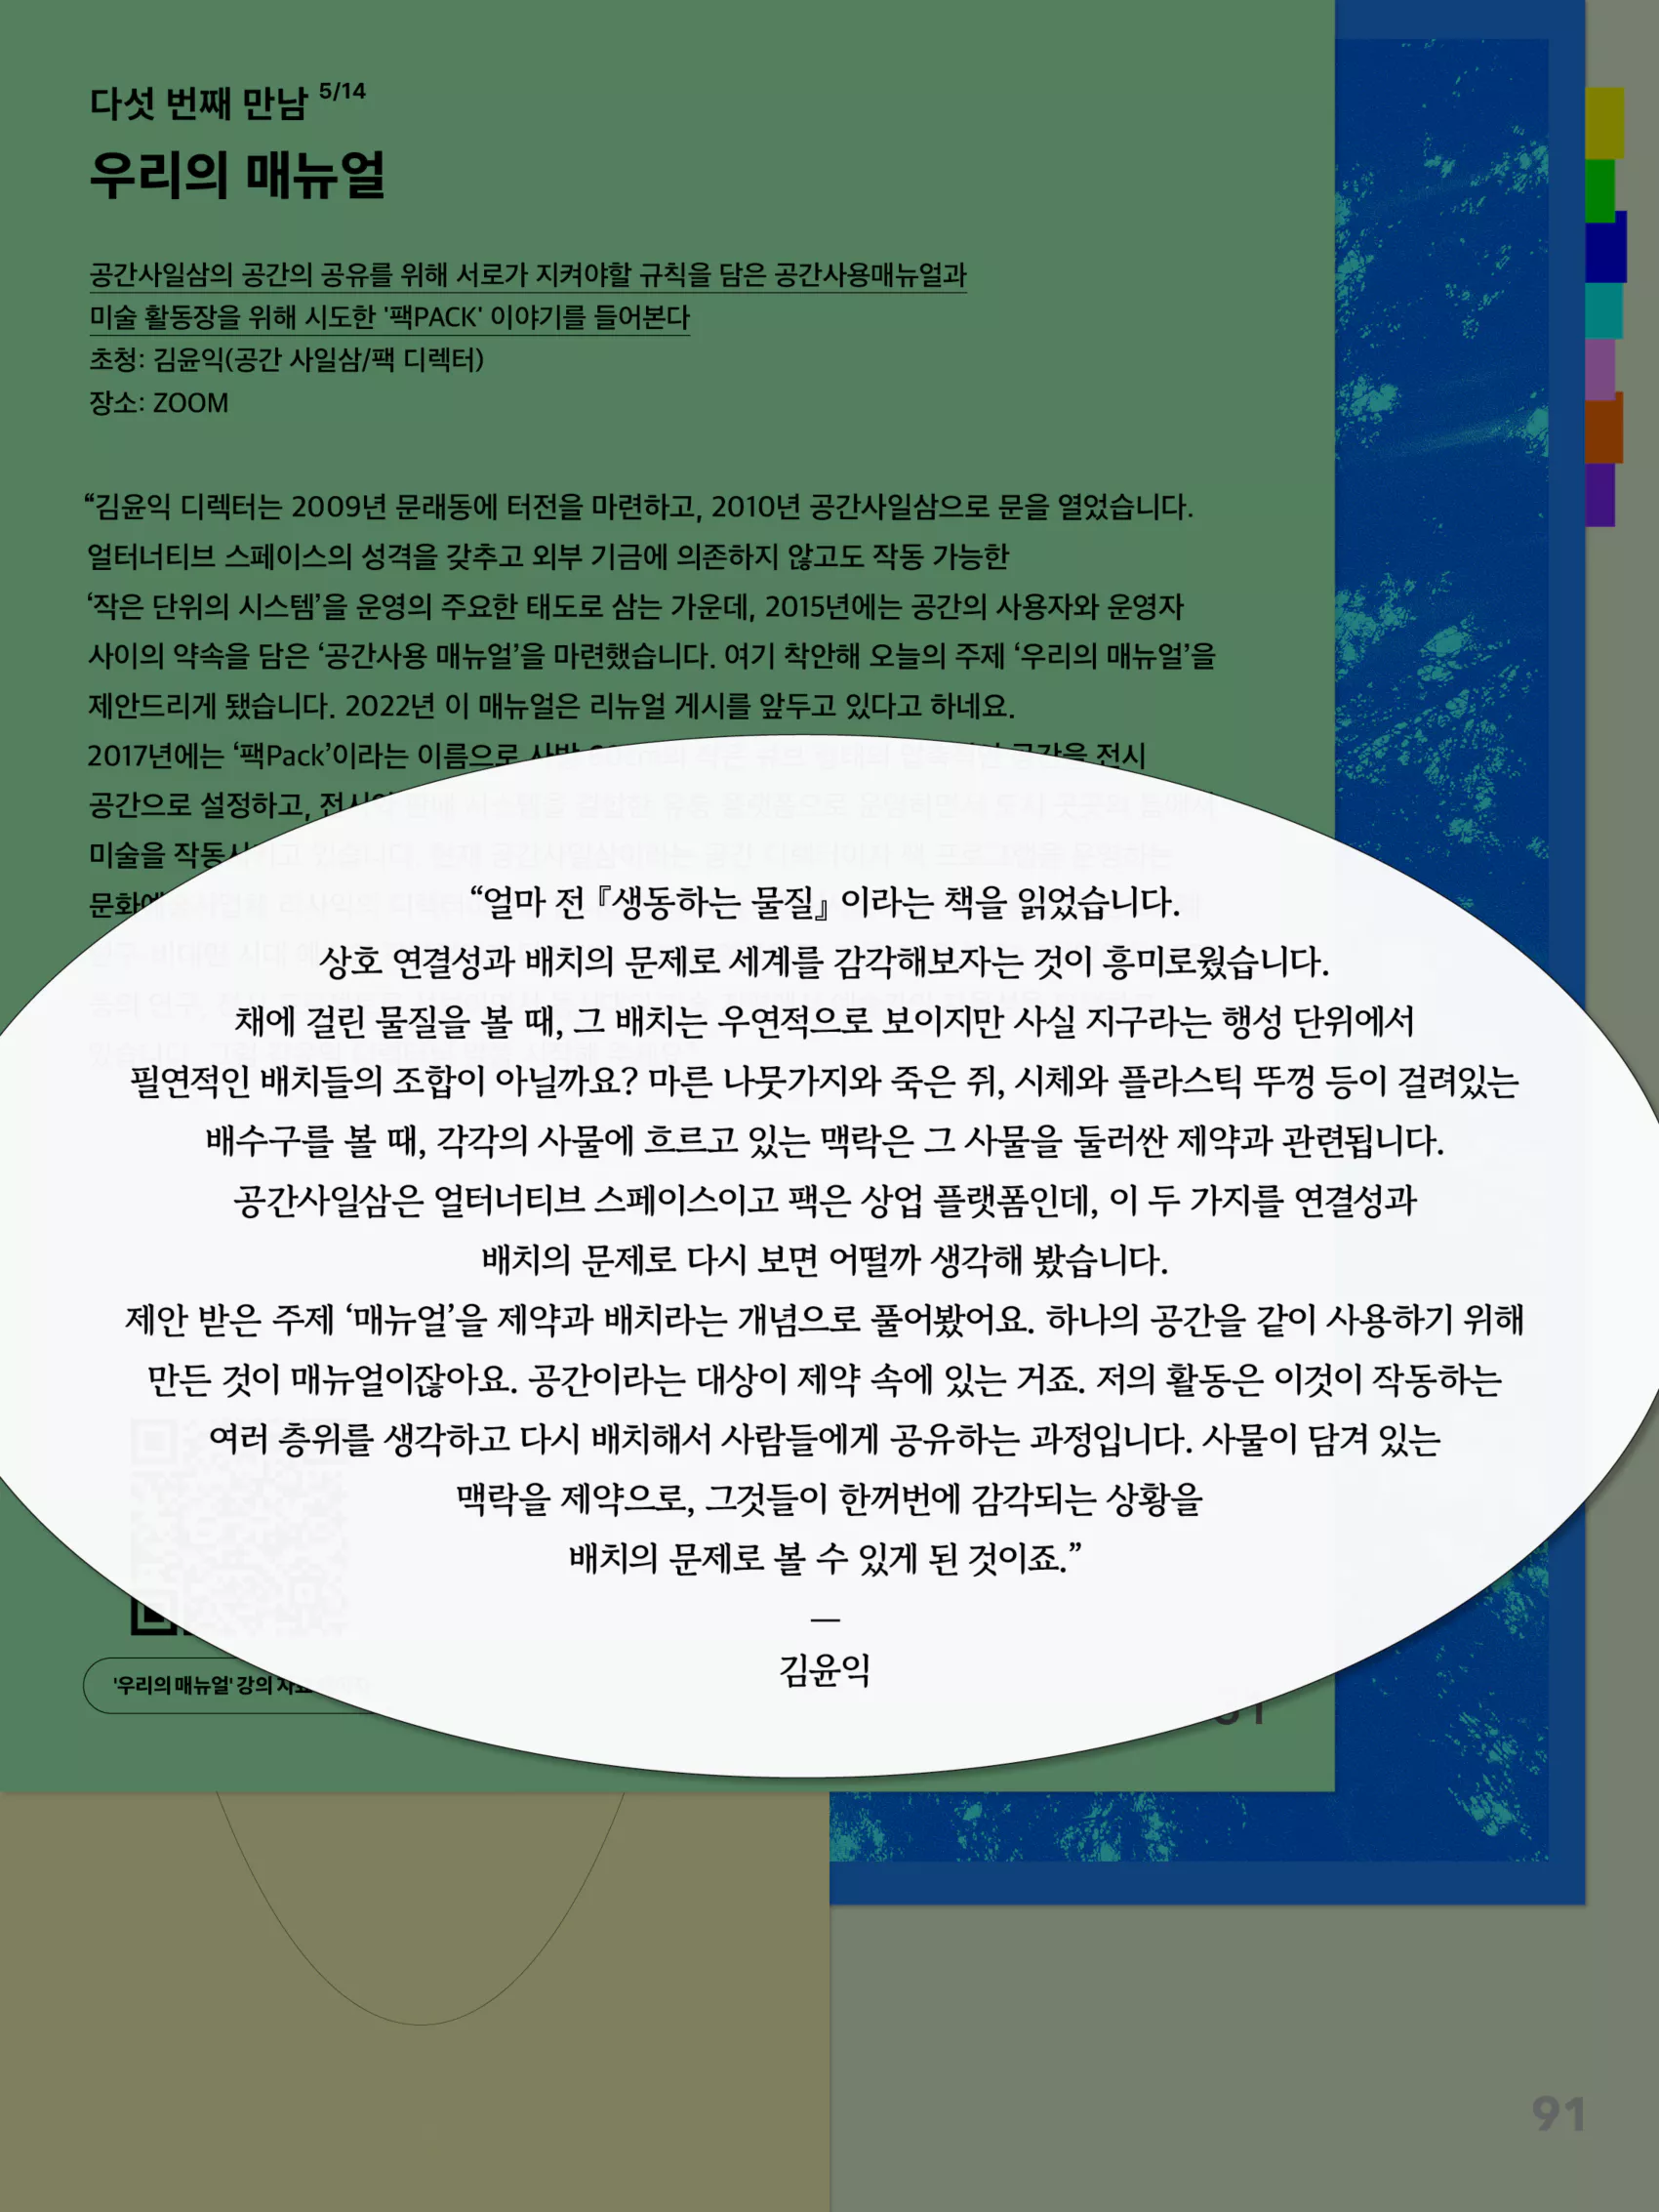 다섯 번째 만남 5/14
우리의 매뉴얼
공간사일삼의 공간의 공유를 위해 서로가 지켜야할 규칙을 담은 공간사용매뉴얼과
미술 활동장을 위해 시도한 '팩PACK' 이야기를 들어본다
초청: 김윤익(공간 사일삼/팩 디렉터)
장소: ZOOM
“김윤익 디렉터는 2009년 문래동에 터전을 마련하고, 2010년 공간사일삼으로 문을 열었습니다.
얼터너티브 스페이스의 성격을 갖추고 외부 기금에 의존하지 않고도 작동 가능한
‘작은 단위의 시스템’을 운영의 주요한 태도로 삼는 가운데, 2015년에는 공간의 사용자와 운영자
사이의 약속을 담은 ‘공간사용 매뉴얼’을 마련했습니다. 여기 착안해 오늘의 주제 ‘우리의 매뉴얼’을
제안드리게 됐습니다. 2022년 이 매뉴얼은 리뉴얼 게시를 앞두고 있다고 하네요.
2017년에는 ‘팩Pack’이라는 이름으로 사방 공간을 전시
공간으로 설정하고,
미술을
“얼마 전 『생동하는 물질』 이라는 책을 읽었습니다.
상호 연결성과 배치의 문제로 세계를 감각해보자는 것이 흥미로웠습니다.
채에 걸린 물질을 볼 때, 그 배치는 우연적으로 보이지만 사실 지구라는 행성 단위에서
필연적인 배치들의 조합이 아닐까요? 마른 나뭇가지와 죽은 쥐, 시체와 플라스틱 뚜껑 등이 걸려있는
배수구를 볼 때, 각각의 사물에 흐르고 있는 맥락은 그 사물을 둘러싼 제약과 관련됩니다.
공간사일삼은 얼터너티브 스페이스이고 팩은 상업 플랫폼인데, 이 두 가지를 연결성과
배치의 문제로 다시 보면 어떨까 생각해 봤습니다.
제안 받은 주제 ‘매뉴얼’을 제약과 배치라는 개념으로 풀어봤어요. 하나의 공간을 같이 사용하기 위해
만든 것이 매뉴얼이잖아요. 공간이라는 대상이 제약 속에 있는 거죠. 저의 활동은 이것이 작동하는
여러 층위를 생각하고 다시 배치해서 사람들에게 공유하는 과정입니다. 사물이 담겨 있는
맥락을 제약으로, 그것들이 한꺼번에 감각되는 상황을
배치의 문제로 볼 수 있게 된 것이죠.”
—
김윤익
'우리의 매뉴얼' 강의
91